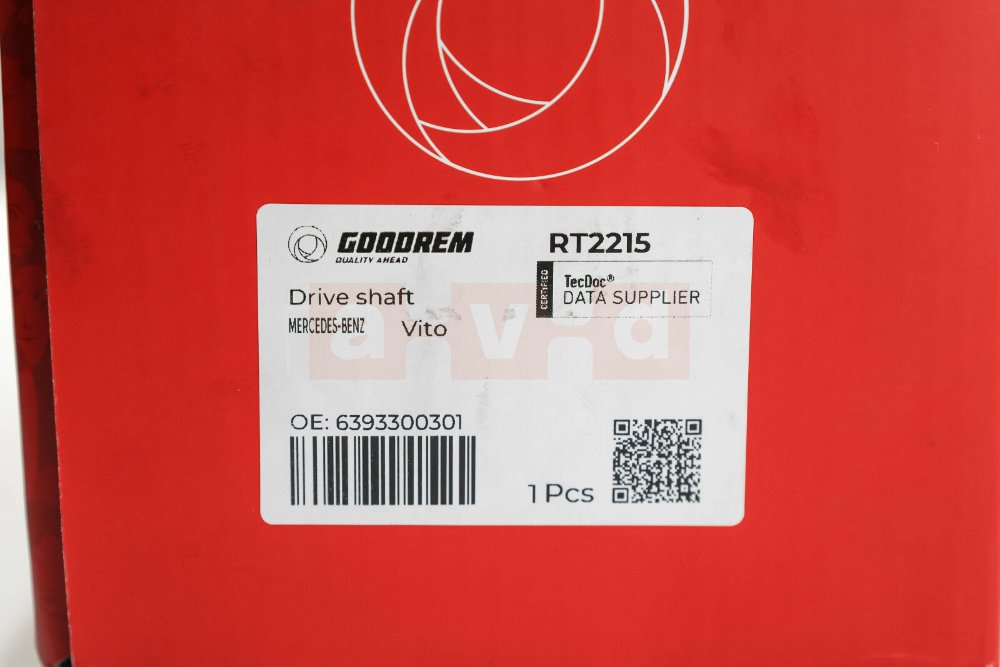 GOODREM
QUALITY AHEAD
RT2215
CERTIFIED
TecDoc®
DATA SUPPLIER
Drive shaft
MERCEDES-BENZ Vito
a·v·d
OE: 6393300301
1 Pcs